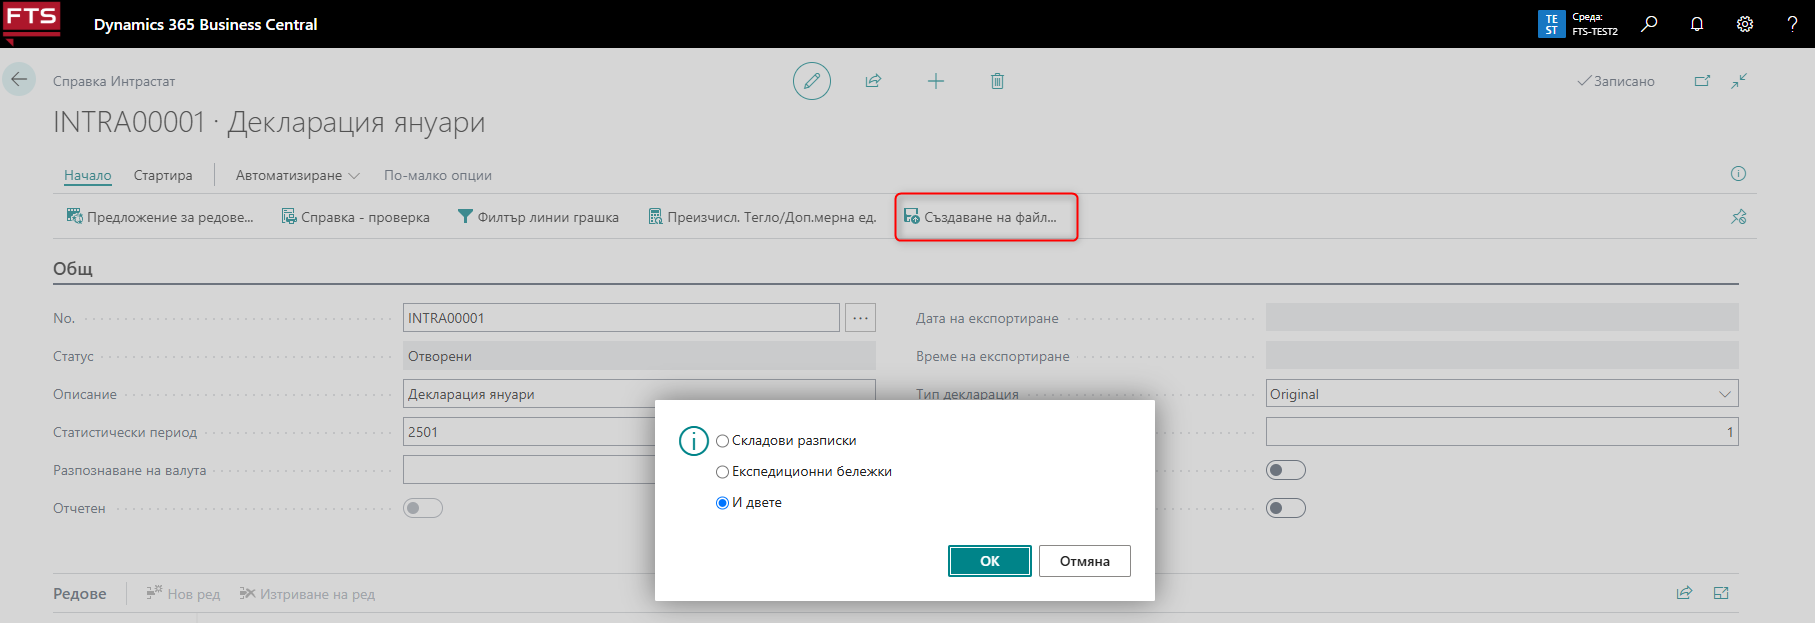 FTS
Dynamics 365 Business Central
TE
ST
Среда:
FTS-TEST2
Справка Интрастат
Записано
INTRA00001 · Декларация януари
Начало Стартира Автоматизиране По-малко опции
Предложение за редове... Справка - проверка Филтър линии грашка Преизчисл. Тегло/Доп.мерна ед. Създаване на файл...
Общ
No. INTRA00001 ... Дата на експортиране
Статус Отворени Време на експортиране
Описание Декларация януари Тип декларация Original
Статистически период 2501 1
Разпознаване на валута
Отчетен
Складови разписки
Експедиционни бележки
И двете
OK Отмяна
Редове Нов ред Изтриване на ред